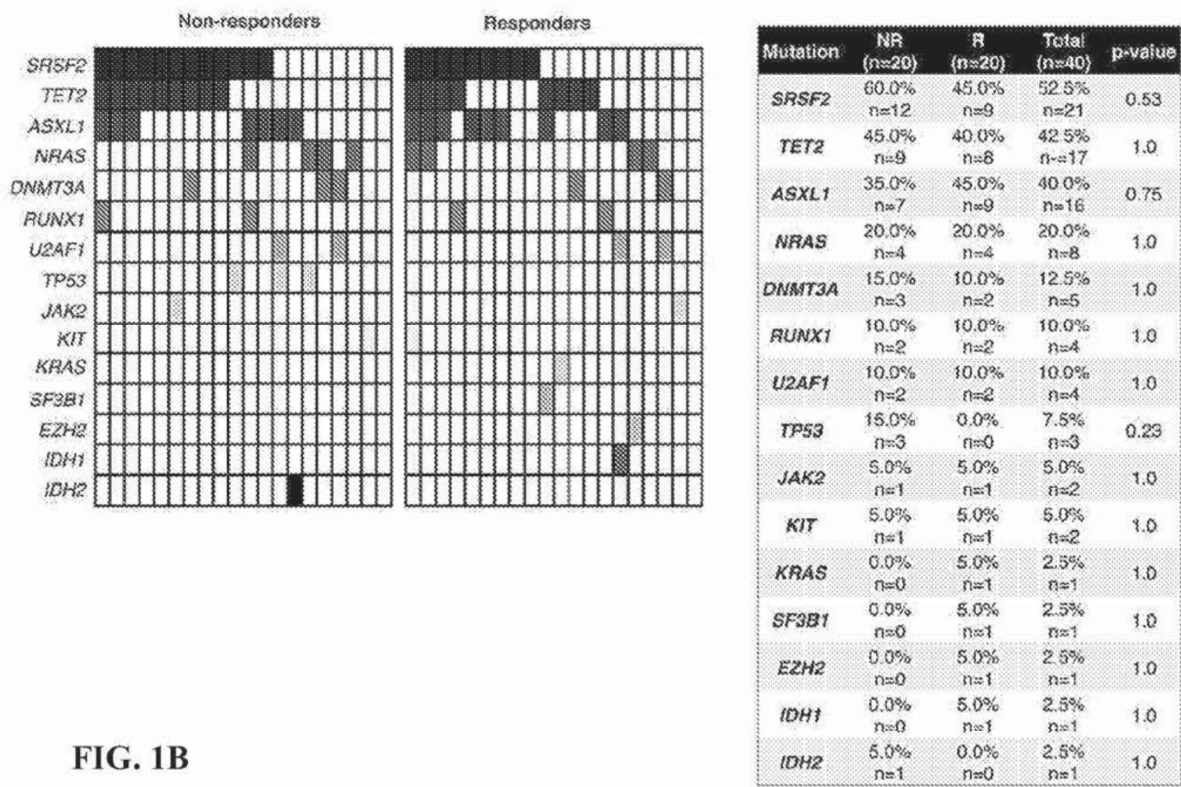 Non-responders
Responders
SRSF2
TET2
ASXL1
NRAS
DNMT3A
RUNX1
U2AF1
TP53
JAK2
KIT
KRAS
SF3B1
EZH2
IDH1
IDH2
Mutation NR (n=20) R (n=20) Total (n=40) p-value
SRSF2 60.0% n=12 45.0% n=9 52.5% n=21 0.53
TET2 45.0% n=9 40.0% n=8 42.5% n-=17 1.0
ASXL1 35.0% n=7 45.0% n=9 40.0% n=16 0.75
NRAS 20.0% n=4 20.0% n=4 20.0% n=8 1.0
DNMT3A 15.0% n=3 10.0% n=2 12.5% n=5 1.0
RUNX1 10.0% n=2 10.0% n=2 10.0% n=4 1.0
U2AF1 10.0% n=2 10.0% n=2 10.0% n=4 1.0
TP53 15.0% n=3 0.0% n=0 7.5% n=3 0.23
JAK2 5.0% n=1 5.0% n=1 5.0% n=2 1.0
KIT 5.0% n=1 5.0% n=1 5.0% n=2 1.0
KRAS 0.0% n=0 5.0% n=1 2.5% n=1 1.0
SF3B1 0.0% n=0 5.0% n=1 2.5% n=1 1.0
EZH2 0.0% n=0 5.0% n=1 2.5% n=1 1.0
IDH1 0.0% n=0 5.0% n=1 2.5% n=1 1.0
IDH2 5.0% n=1 0.0% n=0 2.5% n=1 1.0
FIG. 1B